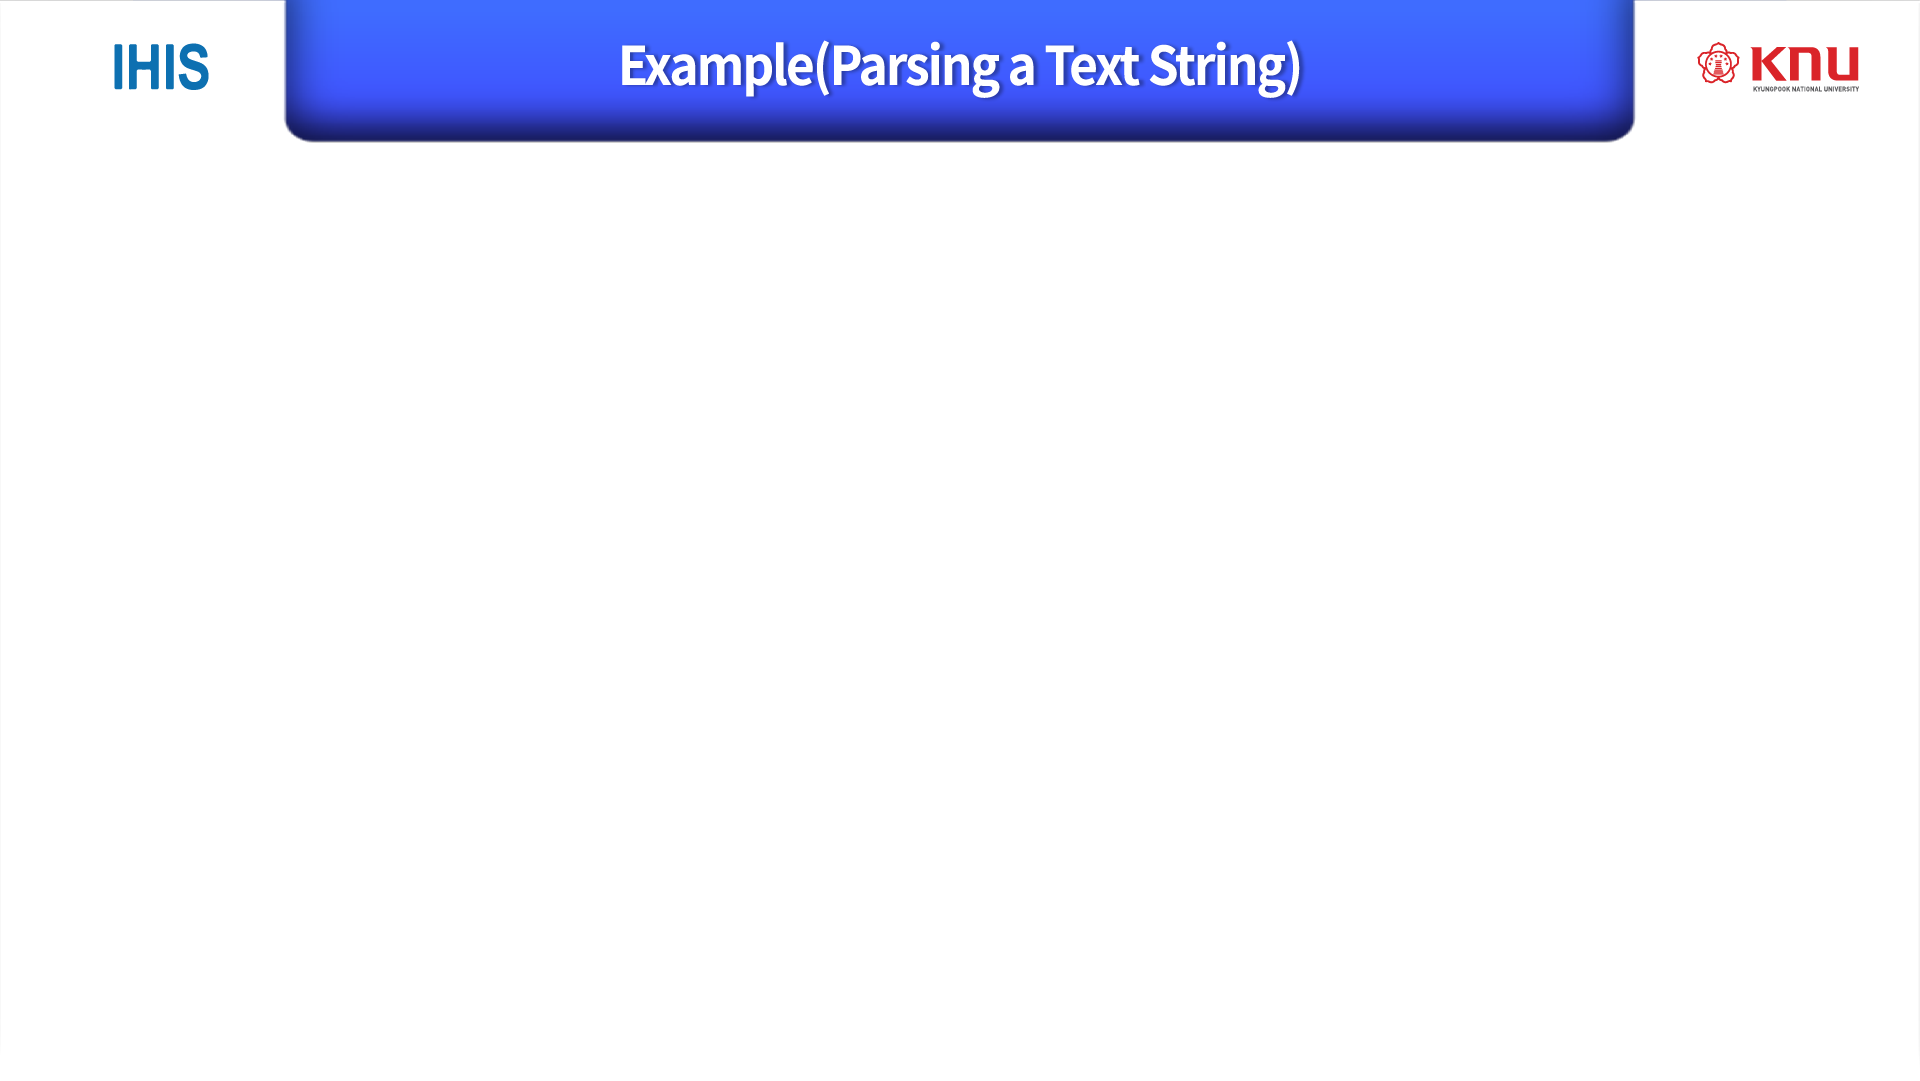 IHIS
Example(Parsing a Text String)
KNU
KYUNGPOOK NATIONAL UNIVERSITY